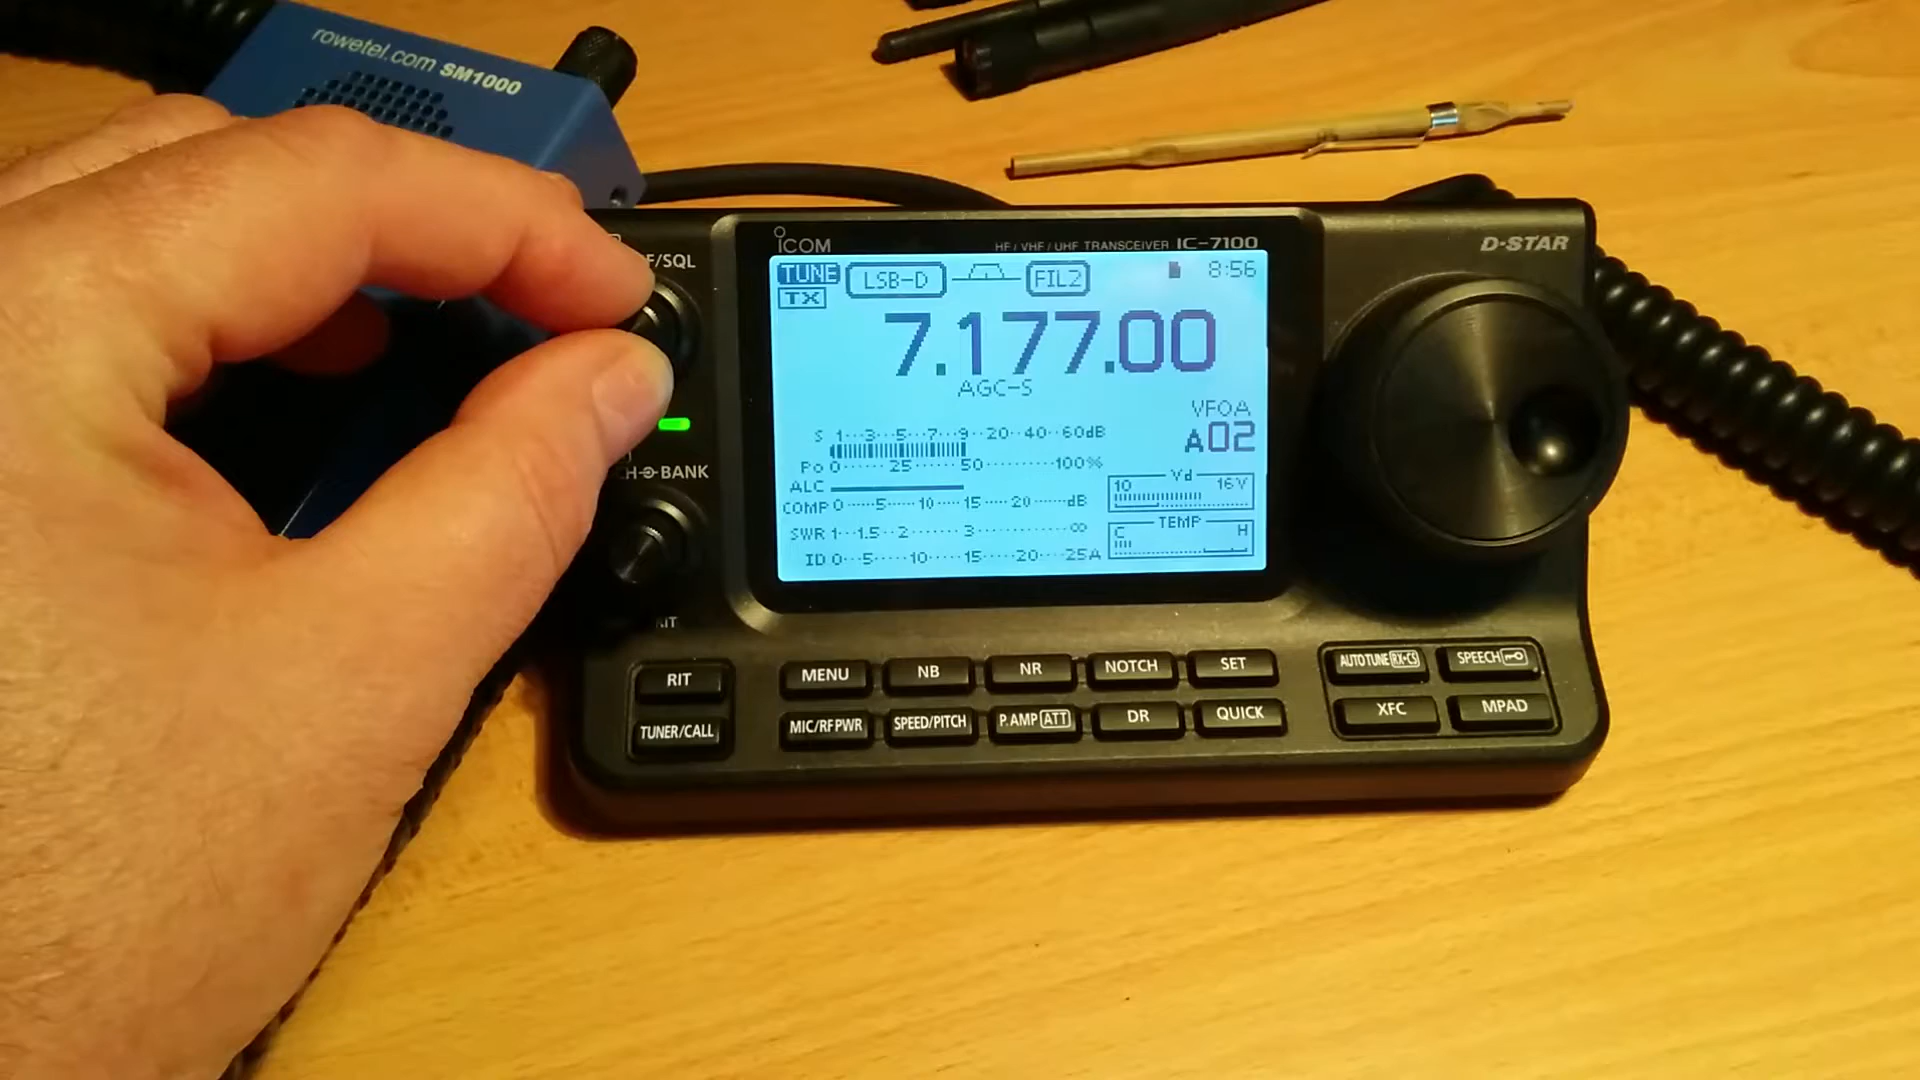 rowetel.com SM1000
ICOM
HF/VHF/UHF TRANSCEIVER IC-7100
D-STAR
F/SQL
TUNE LSB-D FIL2 8:56
TX
7.177.00
AGC-S
VFOA
A02
S 1···3···5···7···9···20···40···60dB
Po 0······25······50·········100%
ALC
COMP 0·····5·····10·····15·····20·····dB
SWR 1···1.5··2·······3·············∞
ID 0···5·····10·····15·····20····25A
Vd
10 16V
TEMP
C H
H BANK
RIT
TUNER/CALL
MENU NB NR NOTCH SET
MIC/RF PWR SPEED/PITCH P.AMP ATT DR QUICK
AUTOTUNE RX-CS SPEECH
XFC MPAD